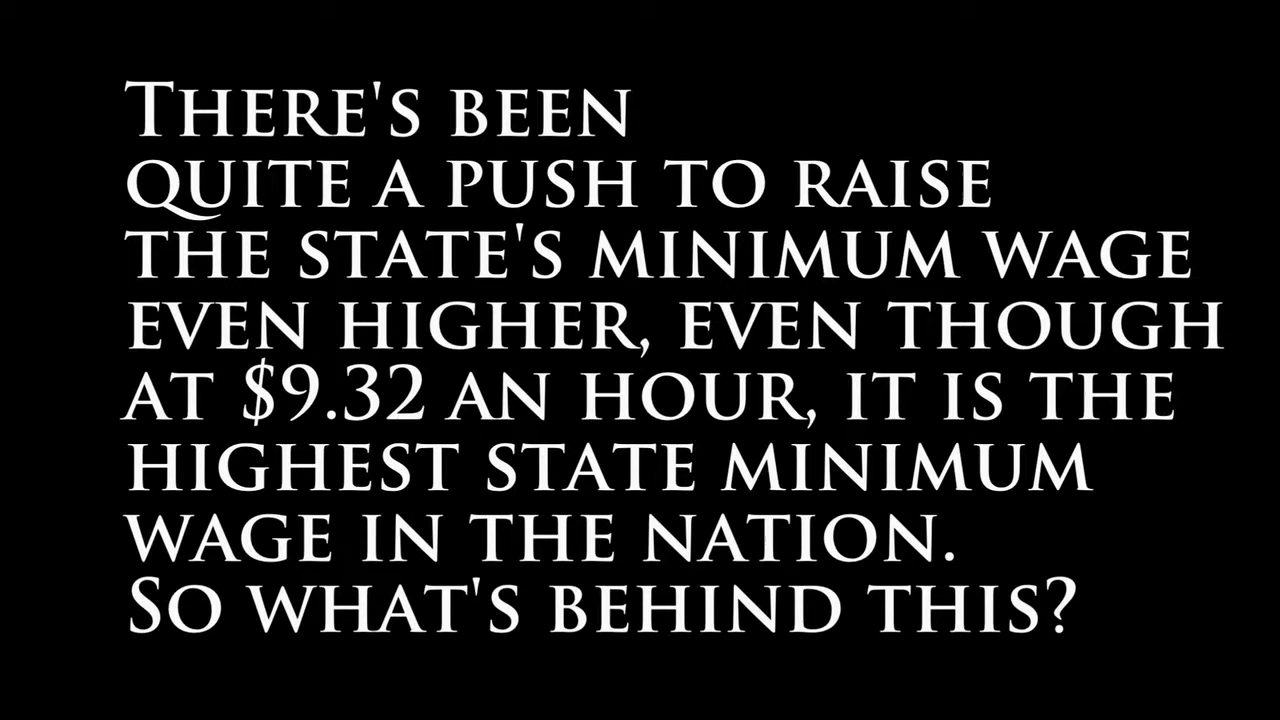 There's been
quite a push to raise
the state's minimum wage
even higher, even though
at $9.32 an hour, it is the
highest state minimum
wage in the nation.
So what's behind this?